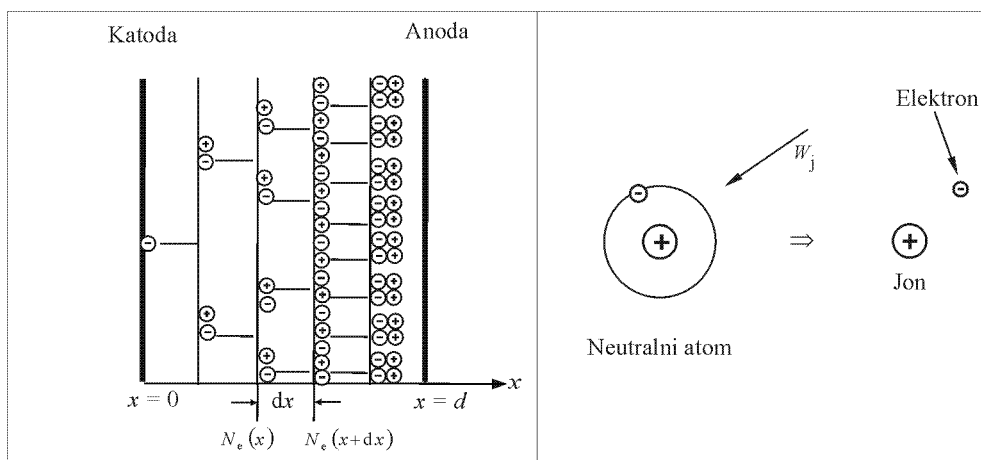 Katoda
Anoda
x = 0
dx
x = d
x
N_e (x)
N_e (x+dx)
Elektron
W_j
⇒
Jon
Neutralni atom